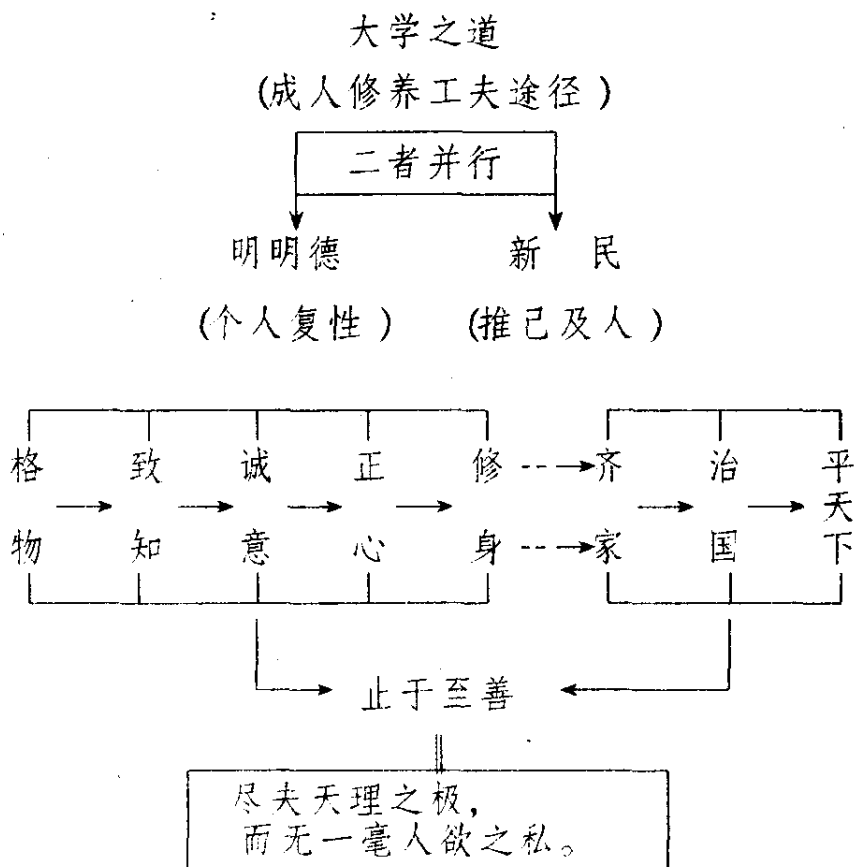 大学之道
(成人修养工夫途径)
二者并行
明明德 新民
(个人复性) (推己及人)
格物 致知 诚意 正心 修身 齐家 治国 平天下
止于至善
尽夫天理之极,
而无一毫人欲之私。